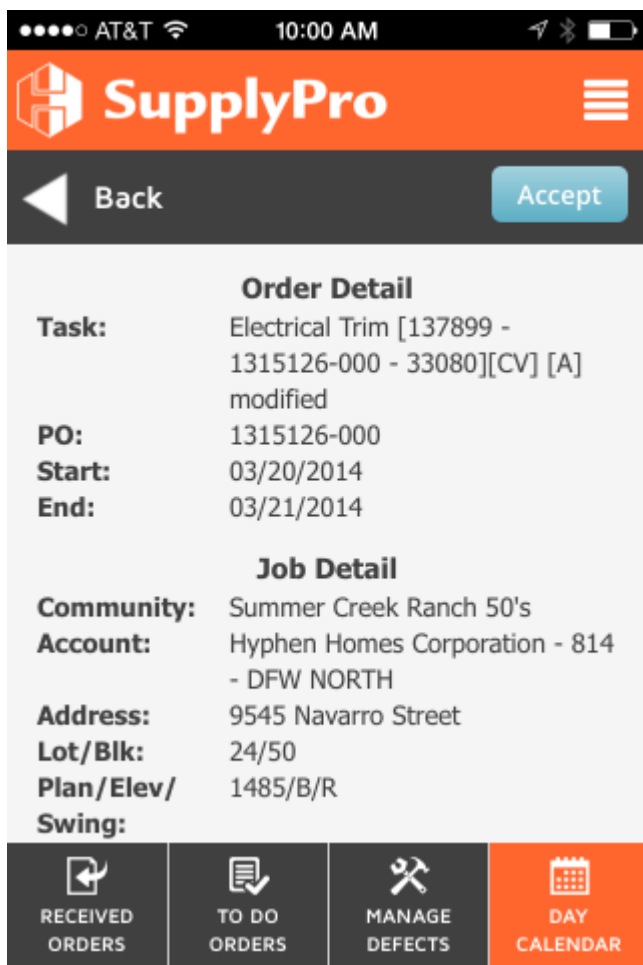 AT&T 10:00 AM
SupplyPro
Back Accept
Order Detail
Task: Electrical Trim [137899 -
1315126-000 - 33080][CV] [A]
modified
PO: 1315126-000
Start: 03/20/2014
End: 03/21/2014
Job Detail
Community: Summer Creek Ranch 50's
Account: Hyphen Homes Corporation - 814
- DFW NORTH
Address: 9545 Navarro Street
Lot/Blk: 24/50
Plan/Elev/ 1485/B/R
Swing:
RECEIVED TO DO MANAGE DAY
ORDERS ORDERS DEFECTS CALENDAR